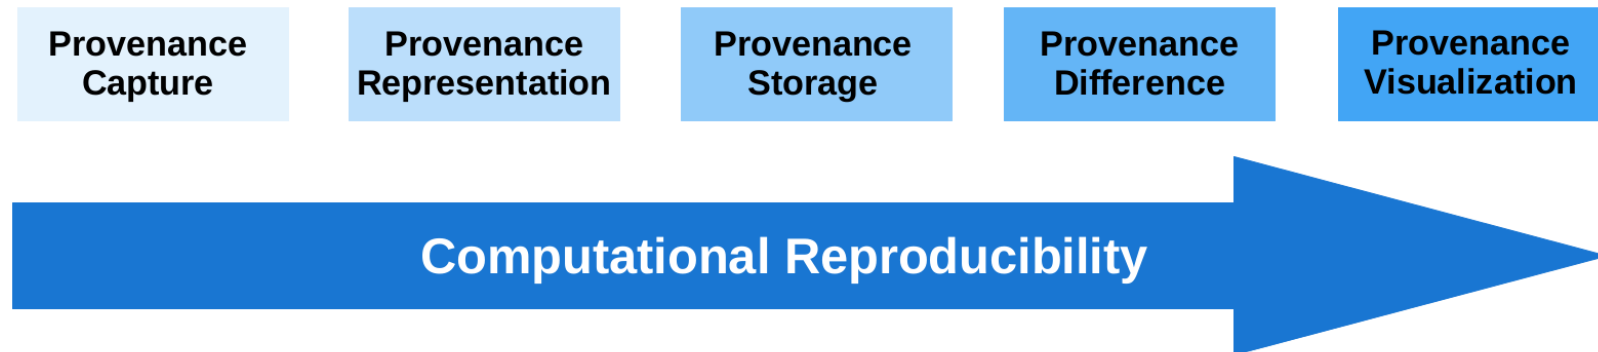 Provenance
Capture
Provenance
Representation
Provenance
Storage
Provenance
Difference
Provenance
Visualization
Computational Reproducibility